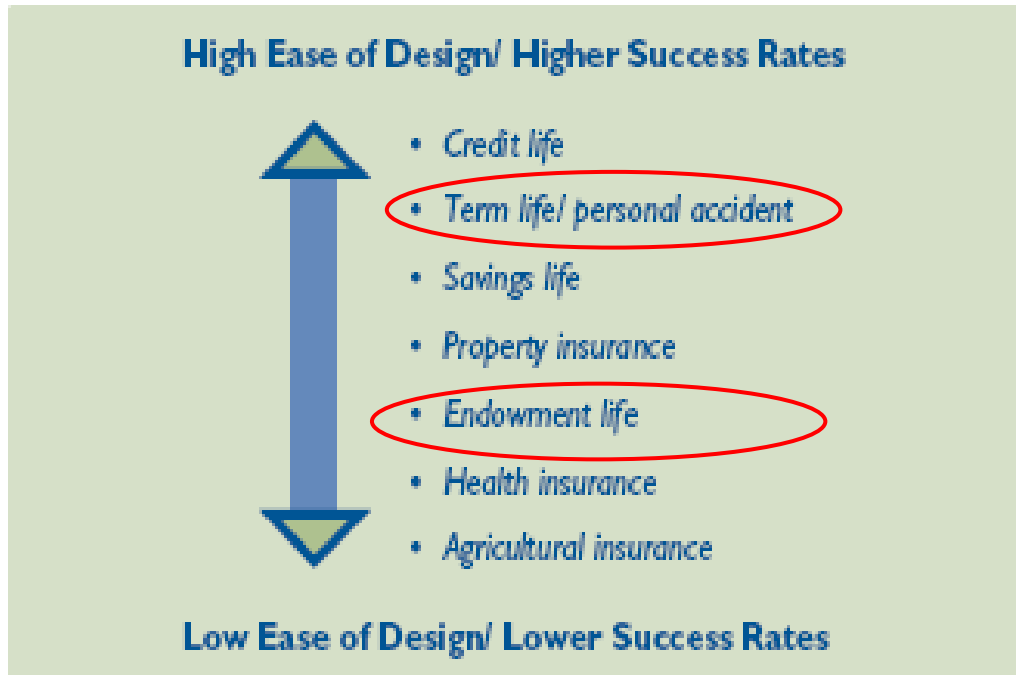 High Ease of Design/ Higher Success Rates
• Credit life
• Term life/ personal accident
• Savings life
• Property insurance
• Endowment life
• Health insurance
• Agricultural insurance
Low Ease of Design/ Lower Success Rates